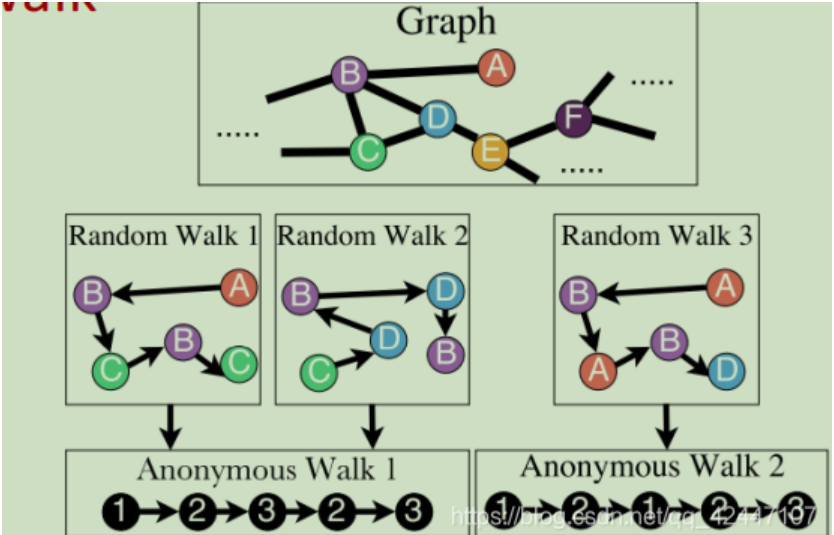 Walk
Graph
B A D C E F
..... ..... .....
Random Walk 1
B A C B C
Random Walk 2
B D D C B
Random Walk 3
B A A B D
Anonymous Walk 1
1 2 3 2 3
Anonymous Walk 2
1 2 1 2 3
https://blog.csdn.net/qq_42447107